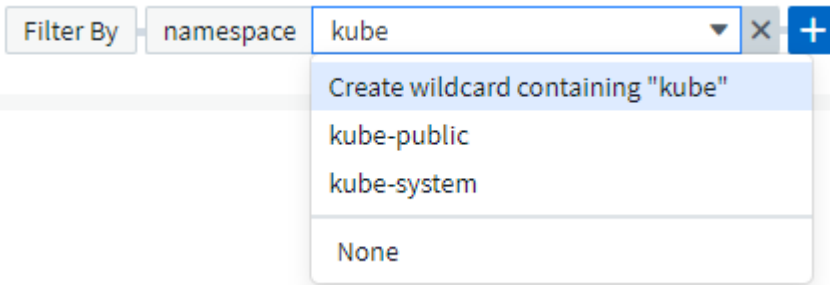 Filter By namespace kube
Create wildcard containing "kube"
kube-public
kube-system
None